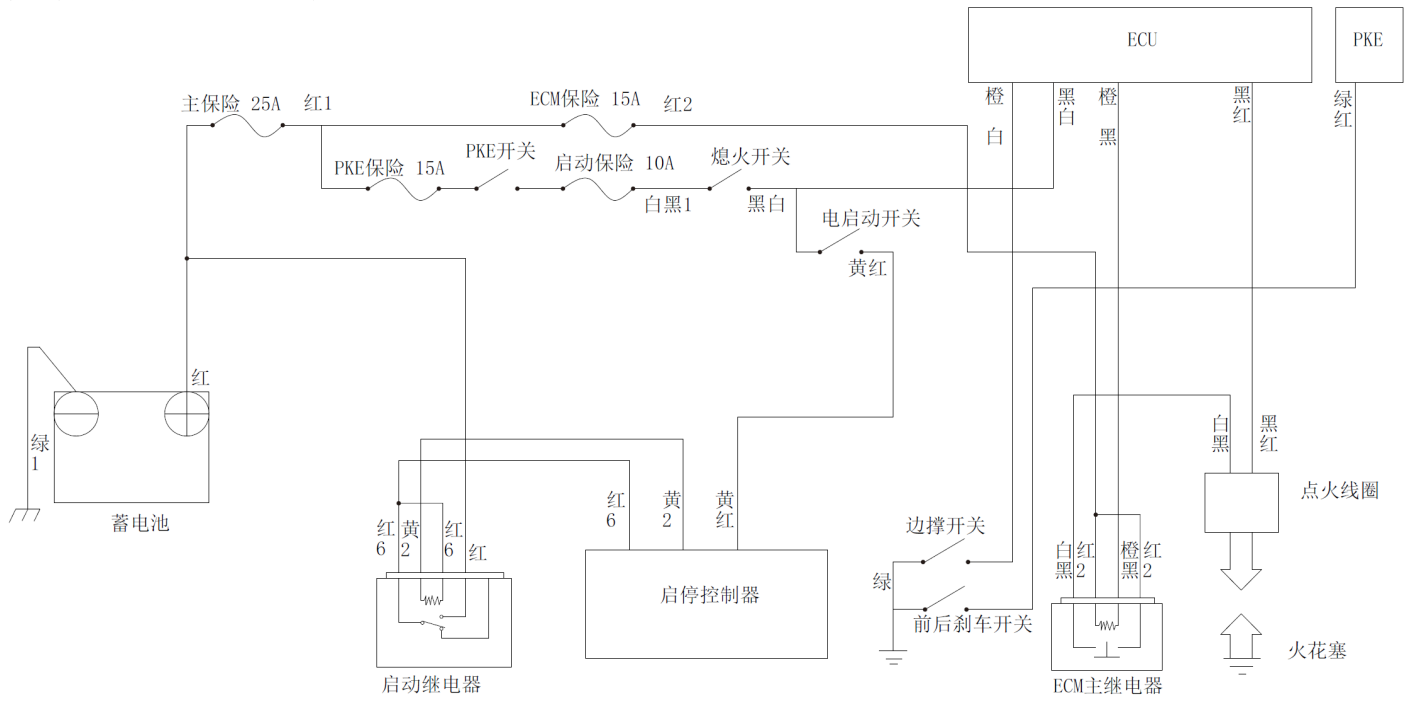 ECU
PKE
主保险 25A
红1
ECM保险 15A
红2
橙白
黑白
橙黑
黑红
绿红
PKE保险 15A
PKE开关
启动保险 10A
熄火开关
白黑1
黑白
电启动开关
黄红
红
绿1
蓄电池
红6
黄2
红6
红
启动继电器
红6
黄2
黄红
启停控制器
边撑开关
绿
前后刹车开关
白黑
黑红
点火线圈
白黑
红2
橙黑
红2
ECM主继电器
火花塞